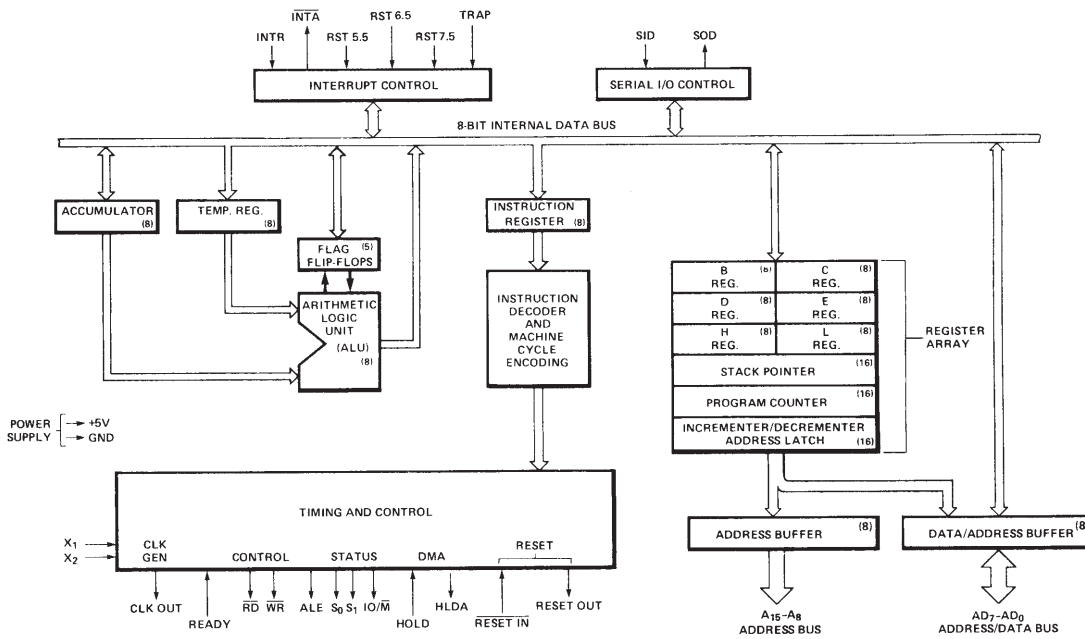 INTR
INTA
RST 5.5
RST 6.5
RST 7.5
TRAP
INTERRUPT CONTROL
SID
SOD
SERIAL I/O CONTROL
8-BIT INTERNAL DATA BUS
ACCUMULATOR
(8)
TEMP. REG.
(8)
FLAG (5)
FLIP-FLOPS
ARITHMETIC
LOGIC
UNIT
(ALU)
(8)
INSTRUCTION
REGISTER (8)
INSTRUCTION
DECODER
AND
MACHINE
CYCLE
ENCODING
B
REG.
C (8)
REG.
D (8)
REG.
E (8)
REG.
H (8)
REG.
L (8)
REG.
STACK POINTER (16)
PROGRAM COUNTER (16)
INCREMENTER/DECREMENTER
ADDRESS LATCH (16)
REGISTER
ARRAY
POWER
SUPPLY
+5V
GND
TIMING AND CONTROL
X1
X2
CLK
GEN
CONTROL
STATUS
DMA
RESET
CLK OUT
READY
RD
WR
ALE
S0
S1
IO/M
HOLD
HLDA
RESET IN
RESET OUT
ADDRESS BUFFER (8)
DATA/ADDRESS BUFFER (8
A15-A8
ADDRESS BUS
AD7-AD0
ADDRESS/DATA BUS